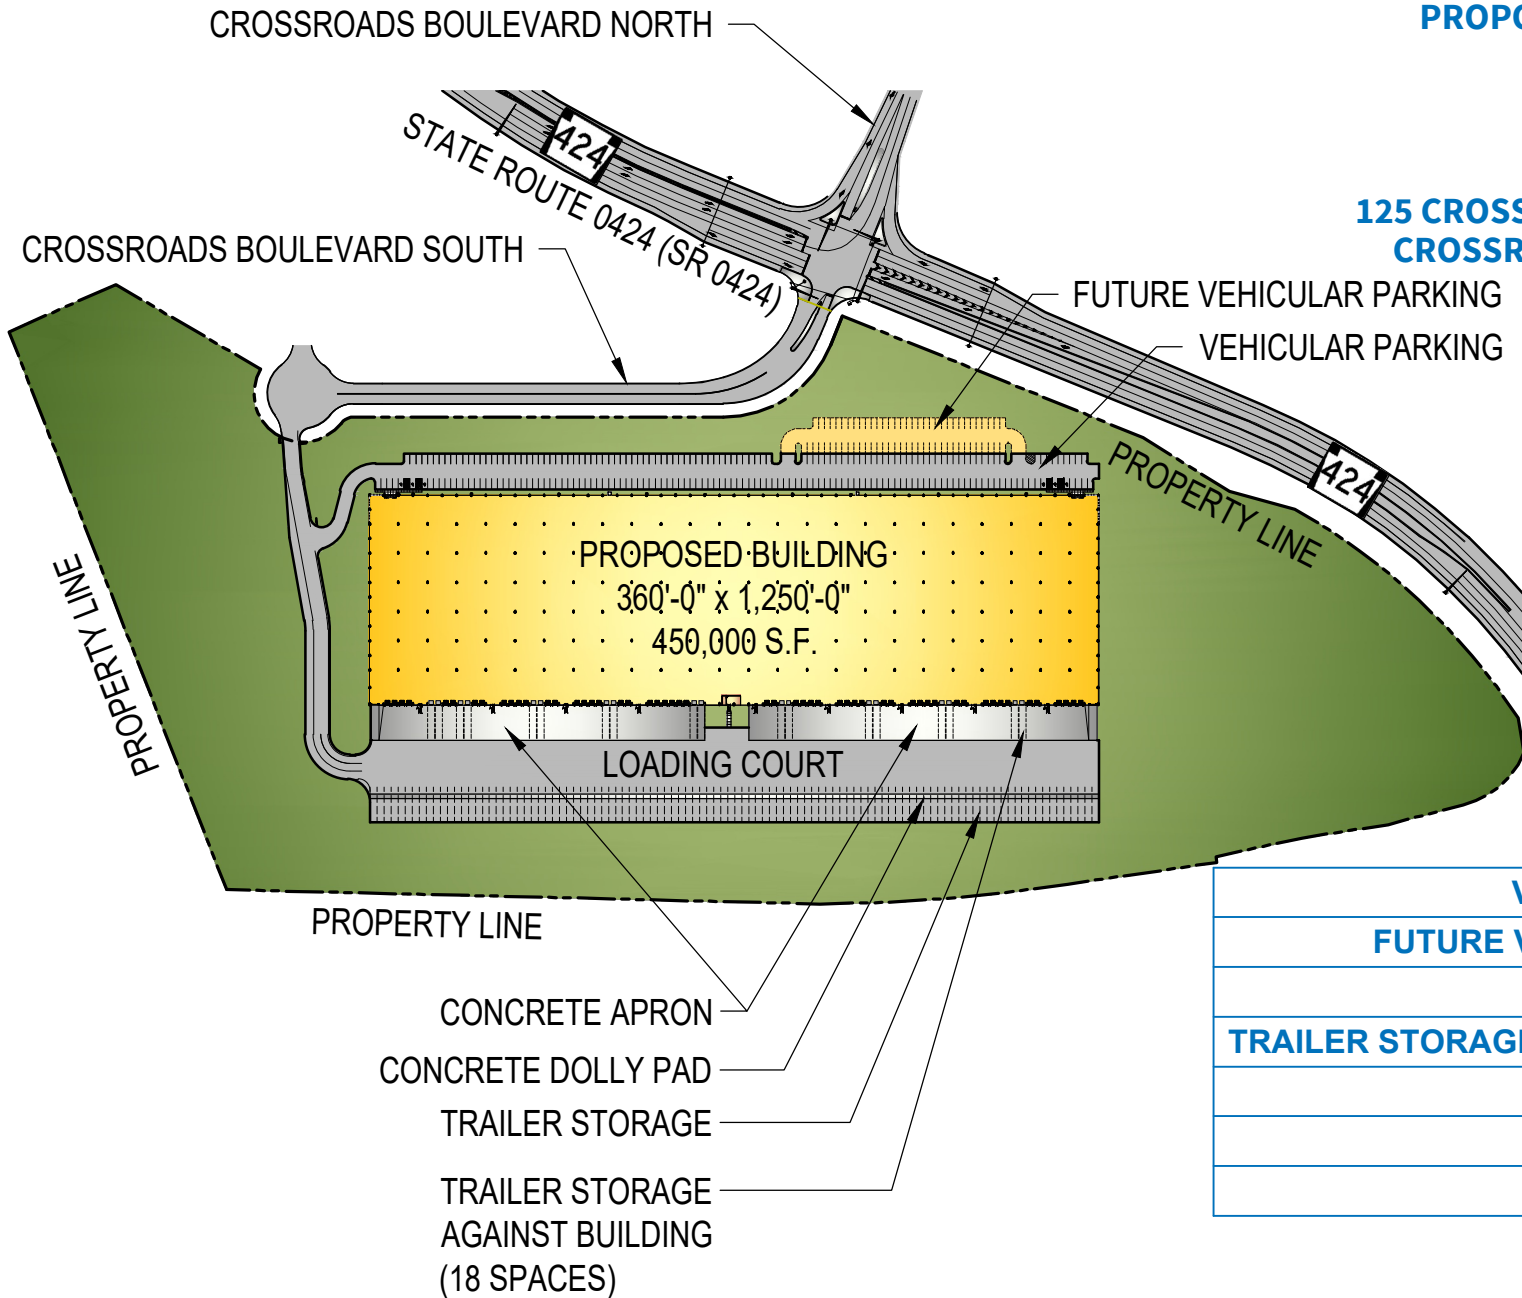 CROSSROADS BOULEVARD NORTH
PROPO
424
STATE ROUTE 0424 (SR 0424)
125 CROSS
CROSSR
CROSSROADS BOULEVARD SOUTH
FUTURE VEHICULAR PARKING
VEHICULAR PARKING
PROPERTY LINE
424
PROPOSED BUILDING
360'-0" x 1,250'-0"
450,000 S.F.
PROPERTY LINE
LOADING COURT
PROPERTY LINE
V
FUTURE V
TRAILER STORAGE
CONCRETE APRON
CONCRETE DOLLY PAD
TRAILER STORAGE
TRAILER STORAGE
AGAINST BUILDING
(18 SPACES)